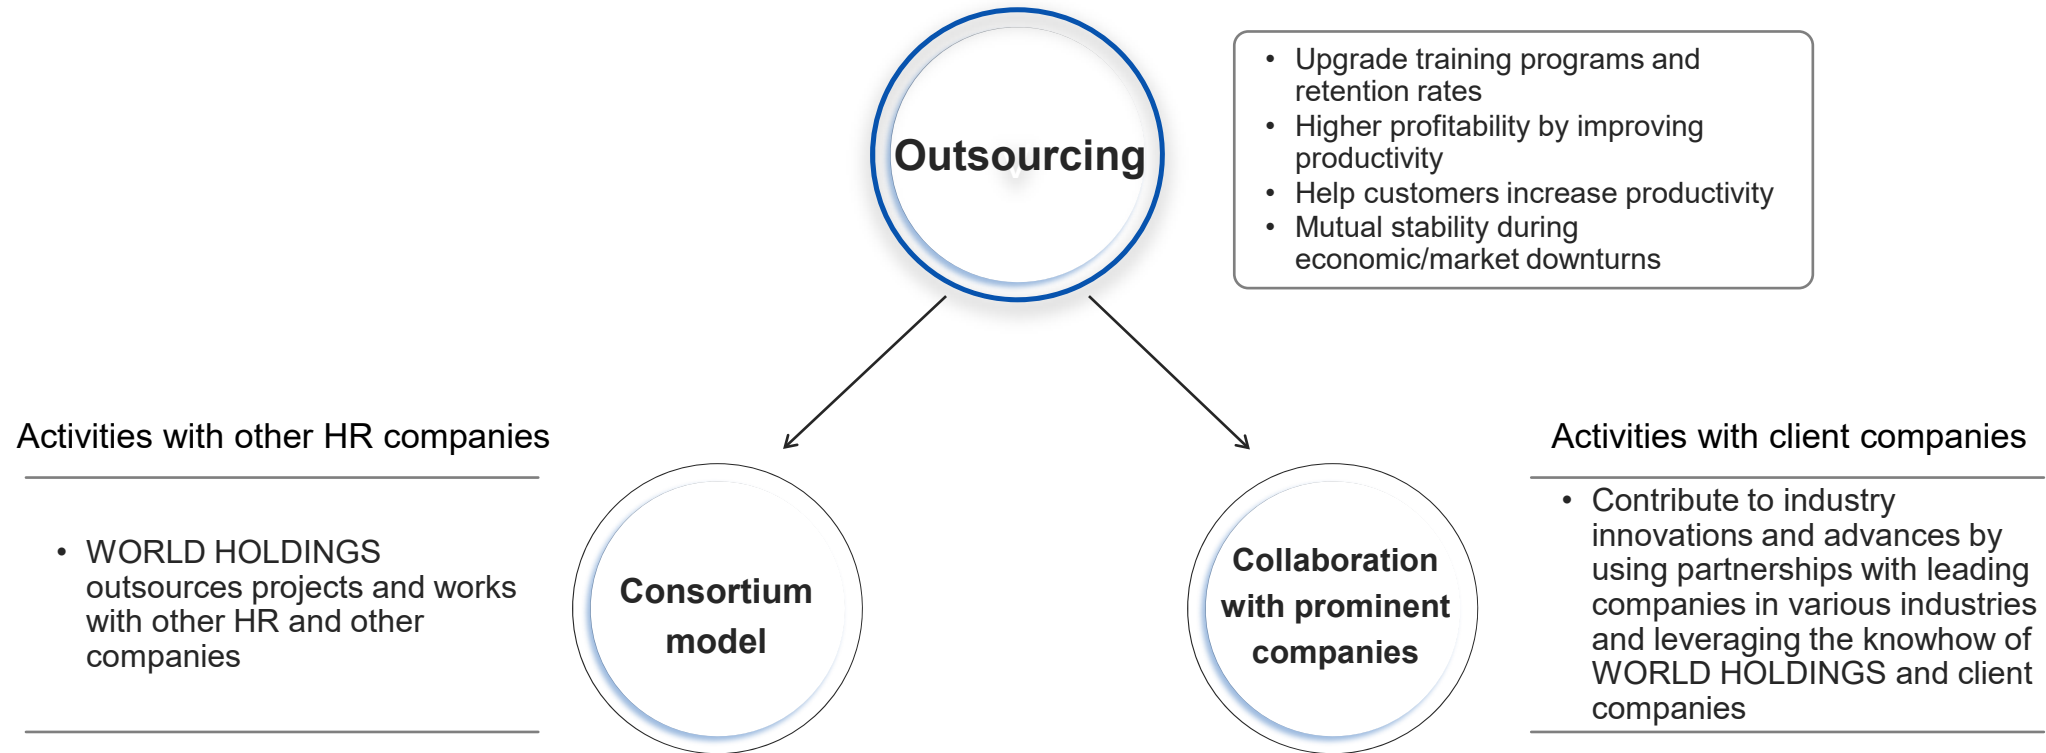 Outsourcing
• Upgrade training programs and
retention rates
• Higher profitability by improving
productivity
• Help customers increase productivity
• Mutual stability during
economic/market downturns
Activities with other HR companies
• WORLD HOLDINGS
outsources projects and works
with other HR and other
companies
Consortium
model
Collaboration
with prominent
companies
Activities with client companies
• Contribute to industry
innovations and advances by
using partnerships with leading
companies in various industries
and leveraging the knowhow of
WORLD HOLDINGS and client
companies